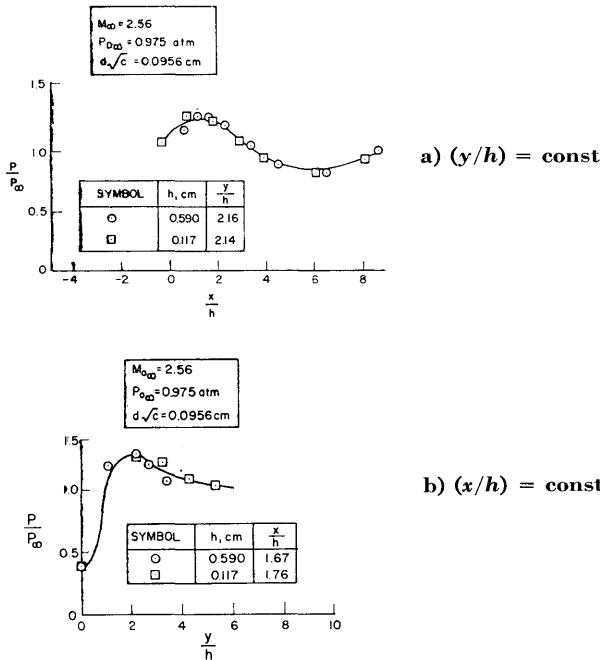 M∞ = 2.56
P₀∞ = 0.975 atm
d√c = 0.0956 cm
1.5
1.0
0.5
0
P/P∞
SYMBOL h, cm y/h
⊙ 0.590 2.16
⊡ 0.117 2.14
-4 -2 0 2 4 6 8
x/h
a) (y/h) = const
M₀∞ = 2.56
P₀∞ = 0.975 atm
d√c = 0.0956 cm
1.5
1.0
0.5
0
P/P∞
SYMBOL h, cm x/h
⊙ 0.590 1.67
⊡ 0.117 1.76
0 2 4 6 8 10
y/h
b) (x/h) = const